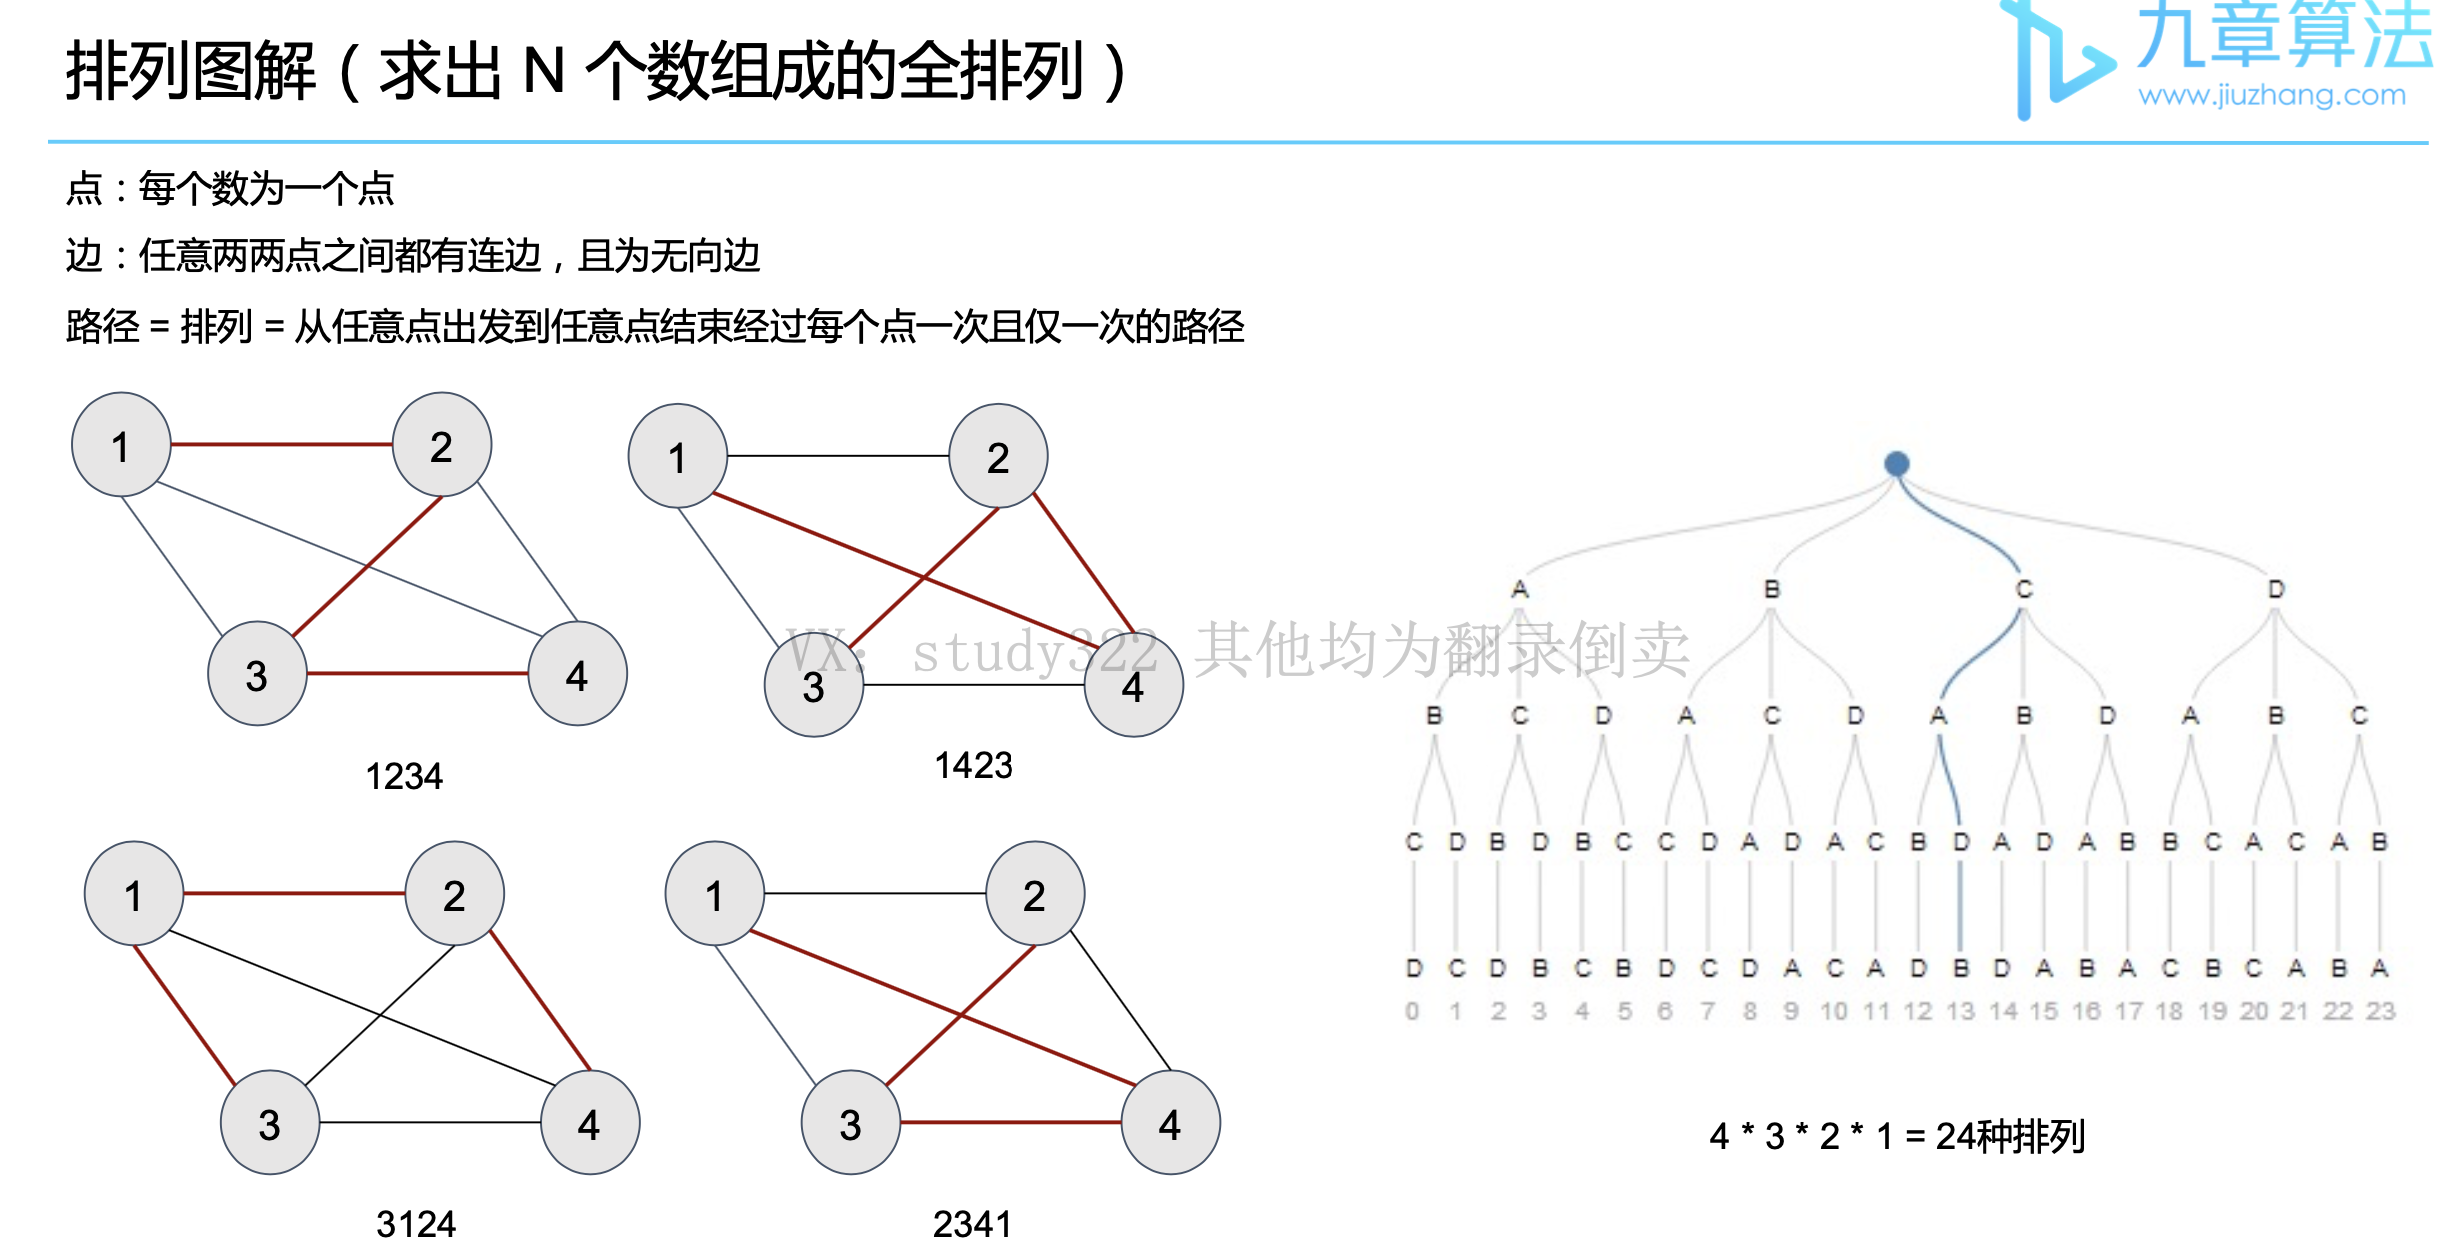 排列图解（求出 N 个数组成的全排列）
九章算法
www.jiuzhang.com
点：每个数为一个点
边：任意两两点之间都有连边，且为无向边
路径 = 排列 = 从任意点出发到任意点结束经过每个点一次且仅一次的路径
1 2
3 4
1234
1 2
3 4
1423
1 2
3 4
3124
1 2
3 4
2341
VX: study322 其他均为翻录倒卖
A B C D
B C D A C D A B D A B C
C D B D B C C D A D A C B D A D A B B C A C A B
D C D B C B D C D A C A D B D A B A C B C A B A
0 1 2 3 4 5 6 7 8 9 10 11 12 13 14 15 16 17 18 19 20 21 22 23
4 * 3 * 2 * 1 = 24种排列